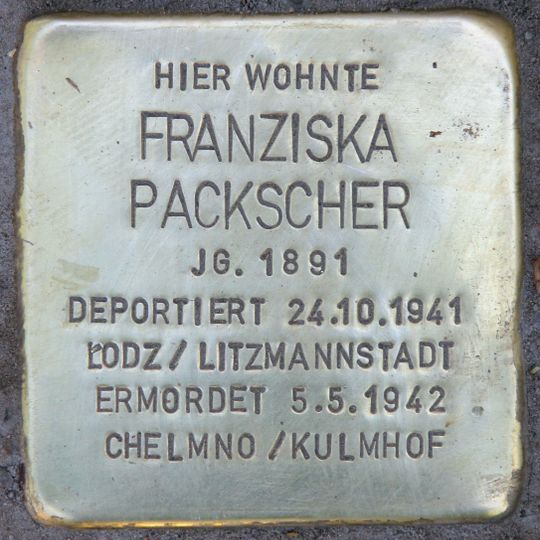 HIER WOHNTE
FRANZISKA
PACKSCHER
JG. 1891
DEPORTIERT 24.10.1941
ŁODZ / LITZMANNSTADT
ERMORDET 5.5.1942
CHELMNO / KULMHOF